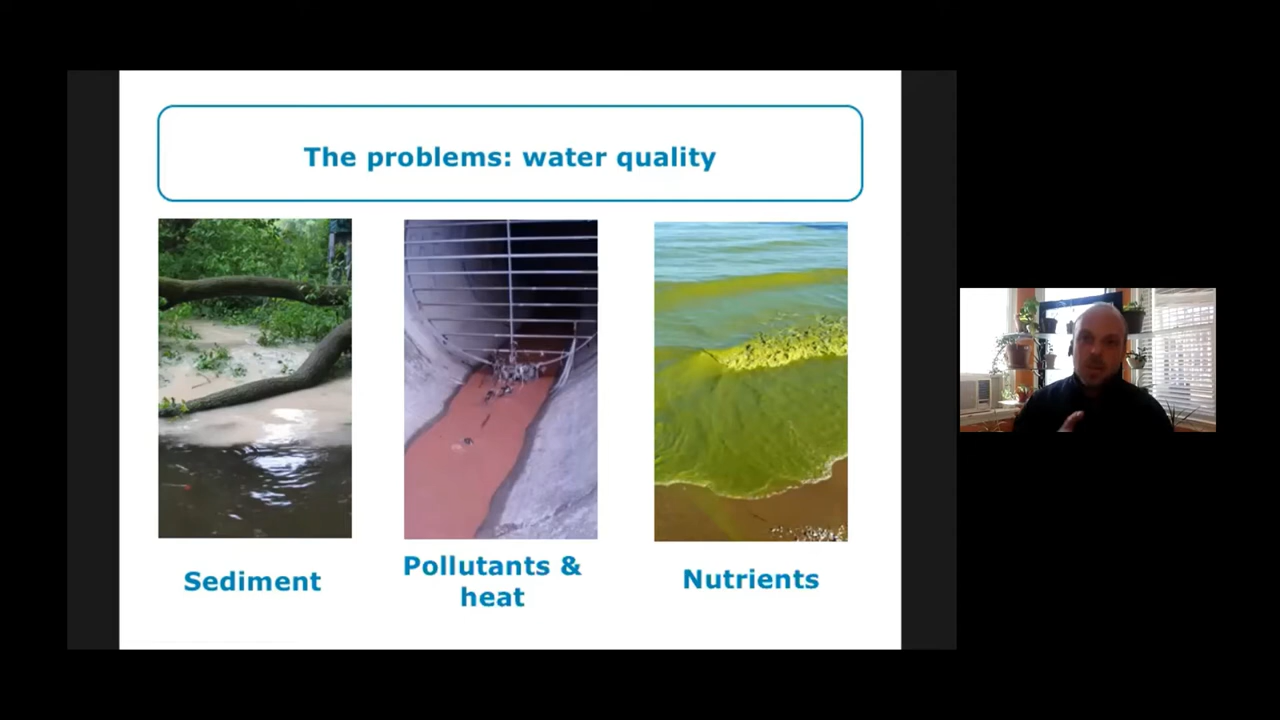 The problems: water quality
Sediment
Pollutants &
heat
Nutrients